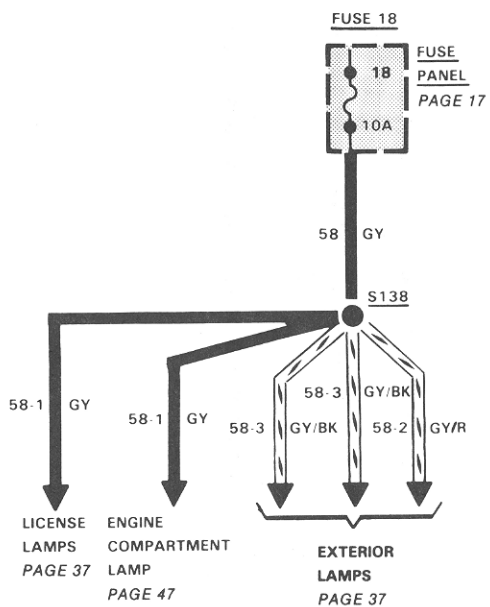 FUSE 18
18
10A
FUSE
PANEL
PAGE 17
58 GY
S138
58-1 GY
58-1 GY
58-3 GY/BK
58-3 GY/BK
58-2 GY/R
LICENSE
LAMPS
PAGE 37
ENGINE
COMPARTMENT
LAMP
PAGE 47
EXTERIOR
LAMPS
PAGE 37